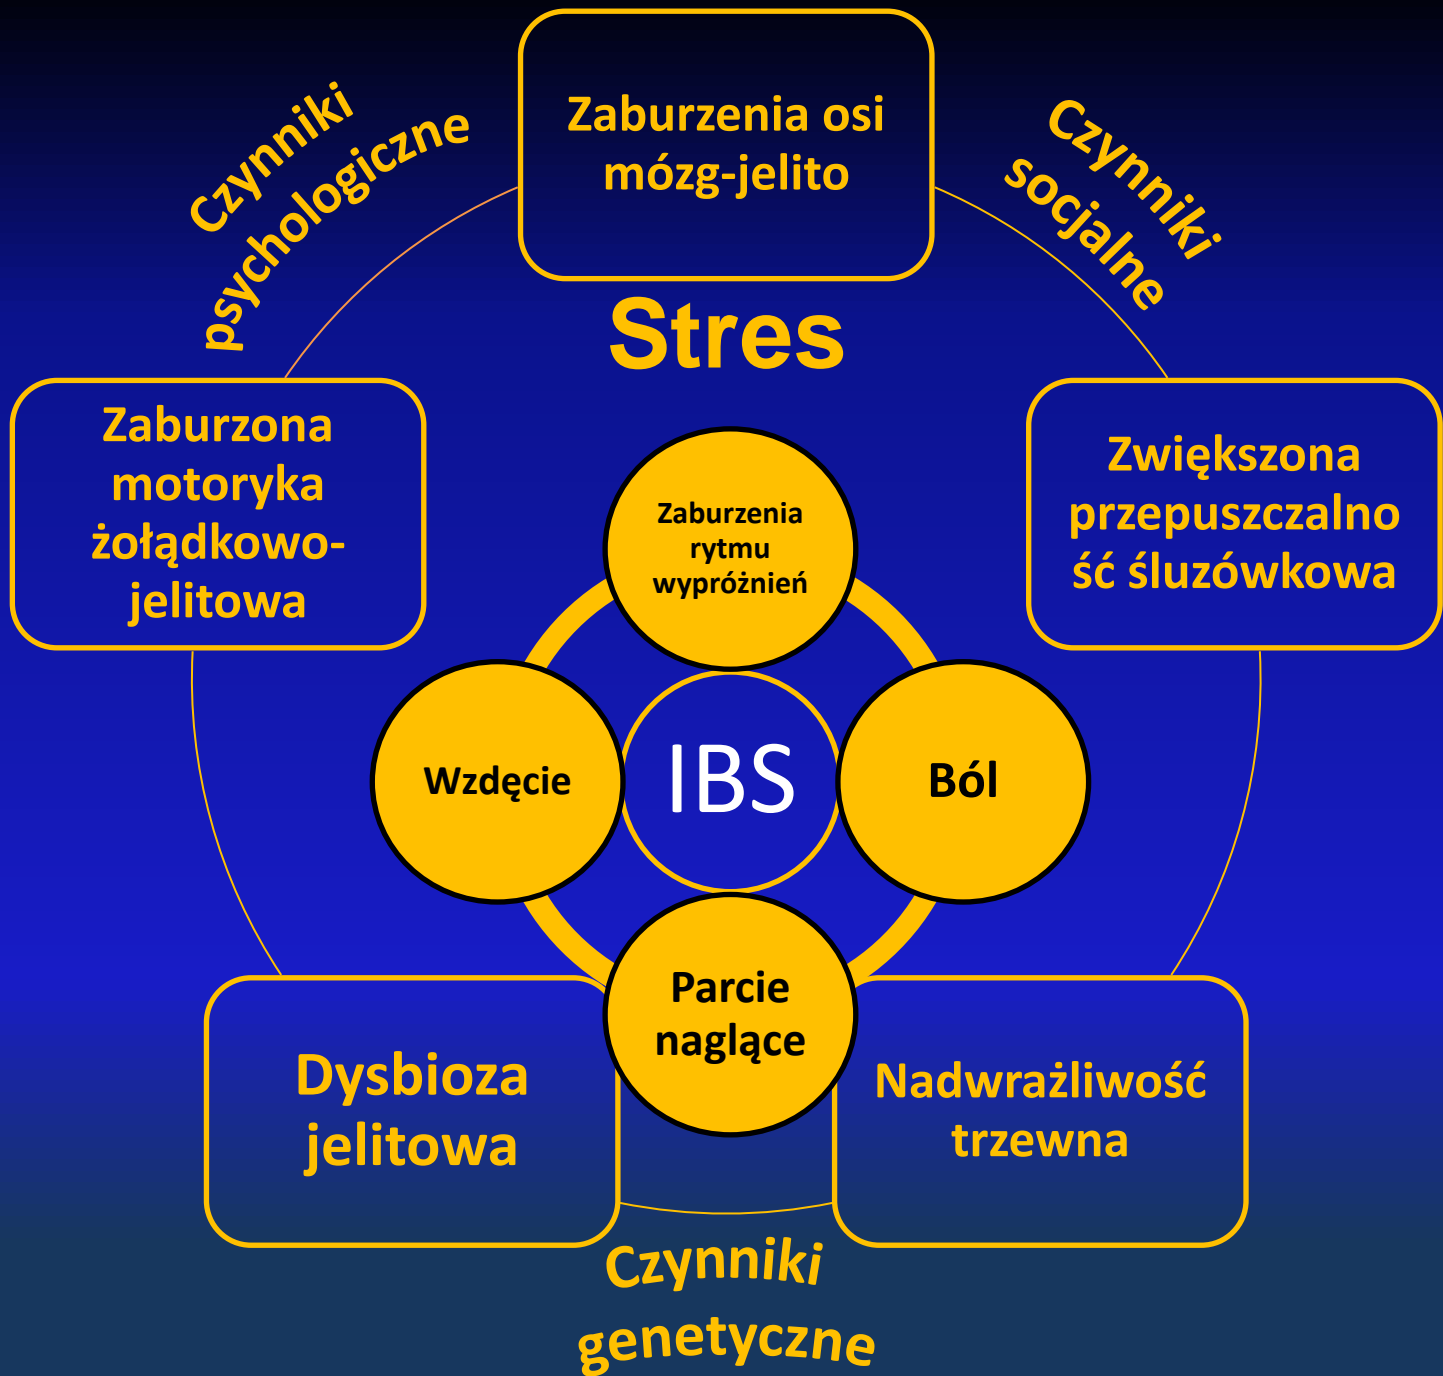 Czynniki
psychologiczne
Zaburzenia osi
mózg-jelito
Czynniki
socjalne
Stres
Zaburzona
motoryka
żołądkowo-
jelitowa
Zwiększona
przepuszczalno
ść śluzówkowa
Zaburzenia
rytmu
wypróżnień
Wzdęcie
IBS
Ból
Parcie
naglące
Dysbioza
jelitowa
Nadwrażliwość
trzewna
Czynniki
genetyczne